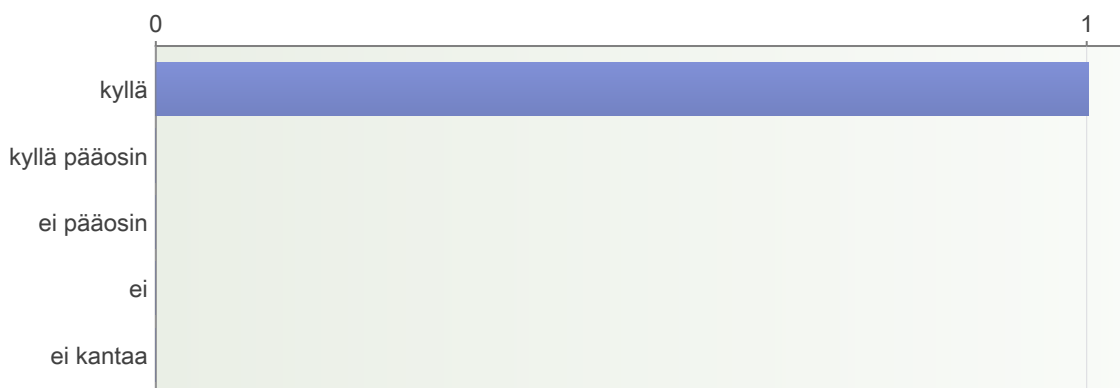 0 1
kyllä
kyllä pääosin
ei pääosin
ei
ei kantaa